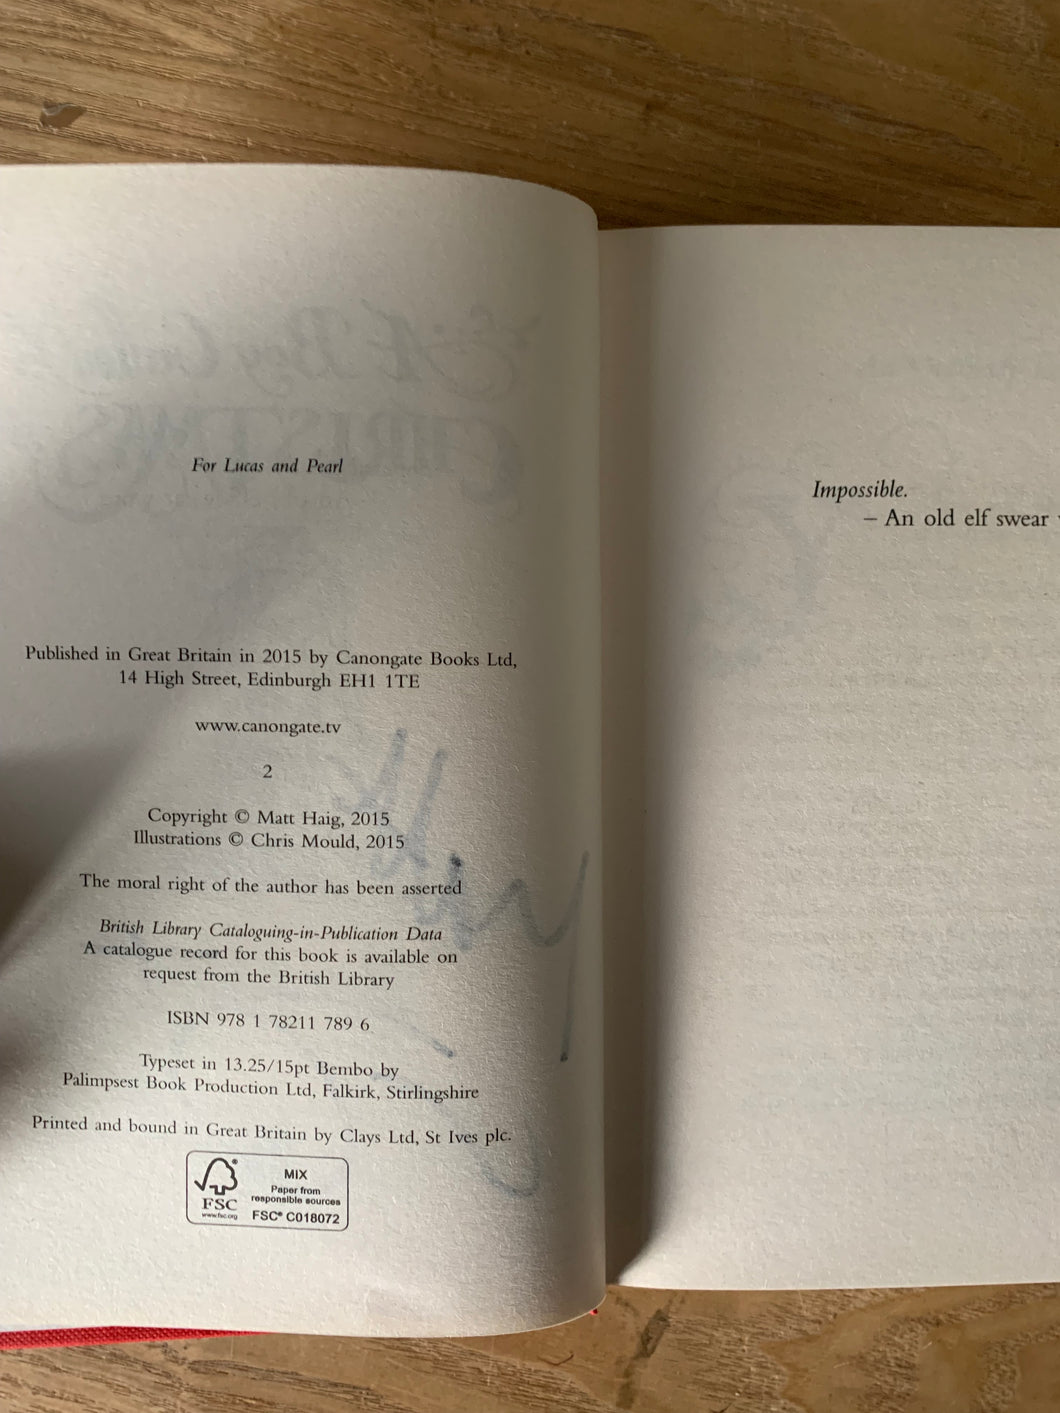 For Lucas and Pearl
Published in Great Britain in 2015 by Canongate Books Ltd,
14 High Street, Edinburgh EH1 1TE
www.canongate.tv
2
Copyright © Matt Haig, 2015
Illustrations © Chris Mould, 2015
The moral right of the author has been asserted
British Library Cataloguing-in-Publication Data
A catalogue record for this book is available on
request from the British Library
ISBN 978 1 78211 789 6
Typeset in 13.25/15pt Bembo by
Palimpsest Book Production Ltd, Falkirk, Stirlingshire
Printed and bound in Great Britain by Clays Ltd, St Ives plc.
FSC
www.fsc.org
MIX
Paper from
responsible sources
FSC® C018072
Impossible.
– An old elf swear